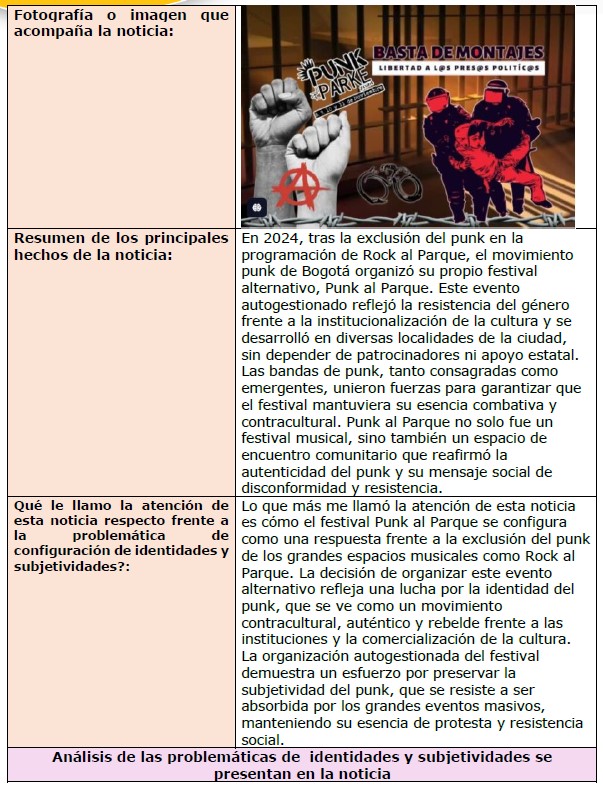 Fotografía o imagen que
acompaña la noticia:
PUNK
AL
PARKE
BASTA DE MONTAJES
LIBERTAD A L@S PRES@S POLITIC@S
Resumen de los principales
hechos de la noticia:
En 2024, tras la exclusión del punk en la
programación de Rock al Parque, el movimiento
punk de Bogotá organizó su propio festival
alternativo, Punk al Parque. Este evento
autogestionado reflejó la resistencia del género
frente a la institucionalización de la cultura y se
desarrolló en diversas localidades de la ciudad,
sin depender de patrocinadores ni apoyo estatal.
Las bandas de punk, tanto consagradas como
emergentes, unieron fuerzas para garantizar que
el festival mantuviera su esencia combativa y
contracultural. Punk al Parque no solo fue un
festival musical, sino también un espacio de
encuentro comunitario que reafirmó la
autenticidad del punk y su mensaje social de
disconformidad y resistencia.
Qué le llamo la atención de
esta noticia respecto frente a
la problemática de
configuración de identidades y
subjetividades?:
Lo que más me llamó la atención de esta noticia
es cómo el festival Punk al Parque se configura
como una respuesta frente a la exclusión del punk
de los grandes espacios musicales como Rock al
Parque. La decisión de organizar este evento
alternativo refleja una lucha por la identidad del
punk, que se ve como un movimiento
contracultural, auténtico y rebelde frente a las
instituciones y la comercialización de la cultura.
La organización autogestionada del festival
demuestra un esfuerzo por preservar la
subjetividad del punk, que se resiste a ser
absorbida por los grandes eventos masivos,
manteniendo su esencia de protesta y resistencia
social.
Análisis de las problemáticas de identidades y subjetividades se
presentan en la noticia